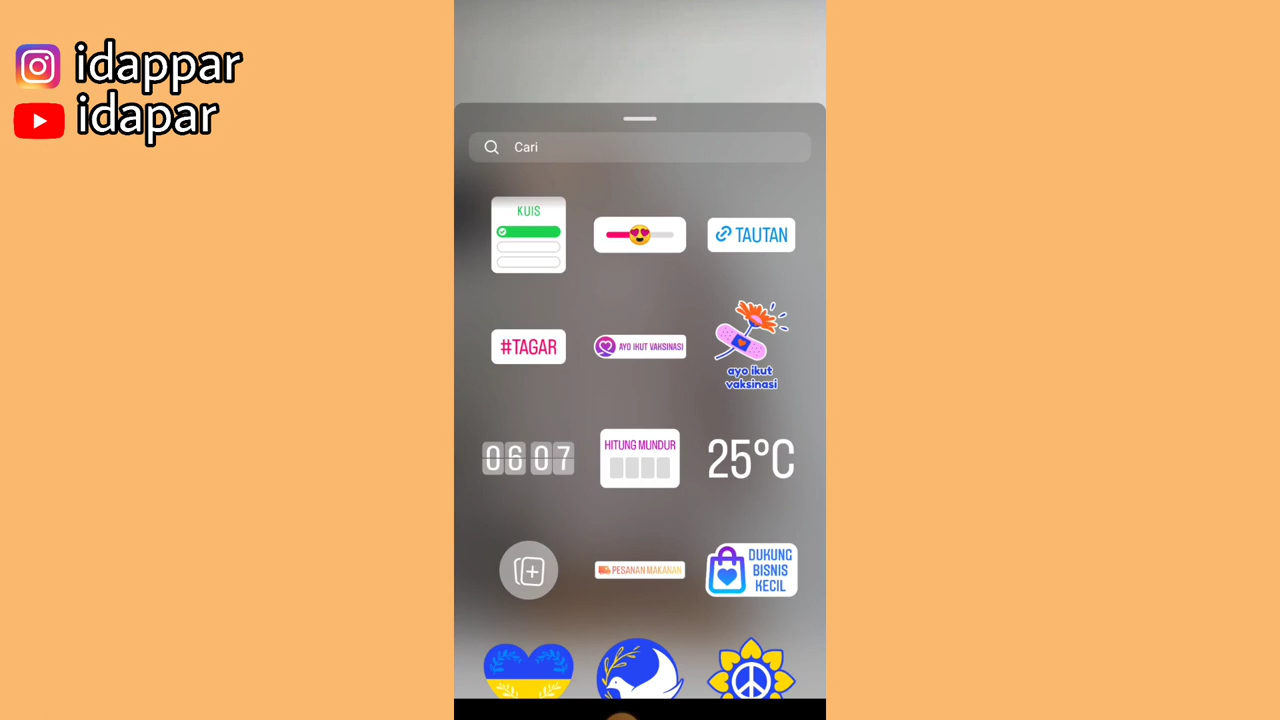 idappar
idapar
Cari
KUIS
TAUTAN
#TAGAR
AYO IKUT VAKSINASI
ayo ikut
vaksinasi
06 07
HITUNG MUNDUR
25°C
PESANAN MAKANAN
DUKUNG
BISNIS
KECIL